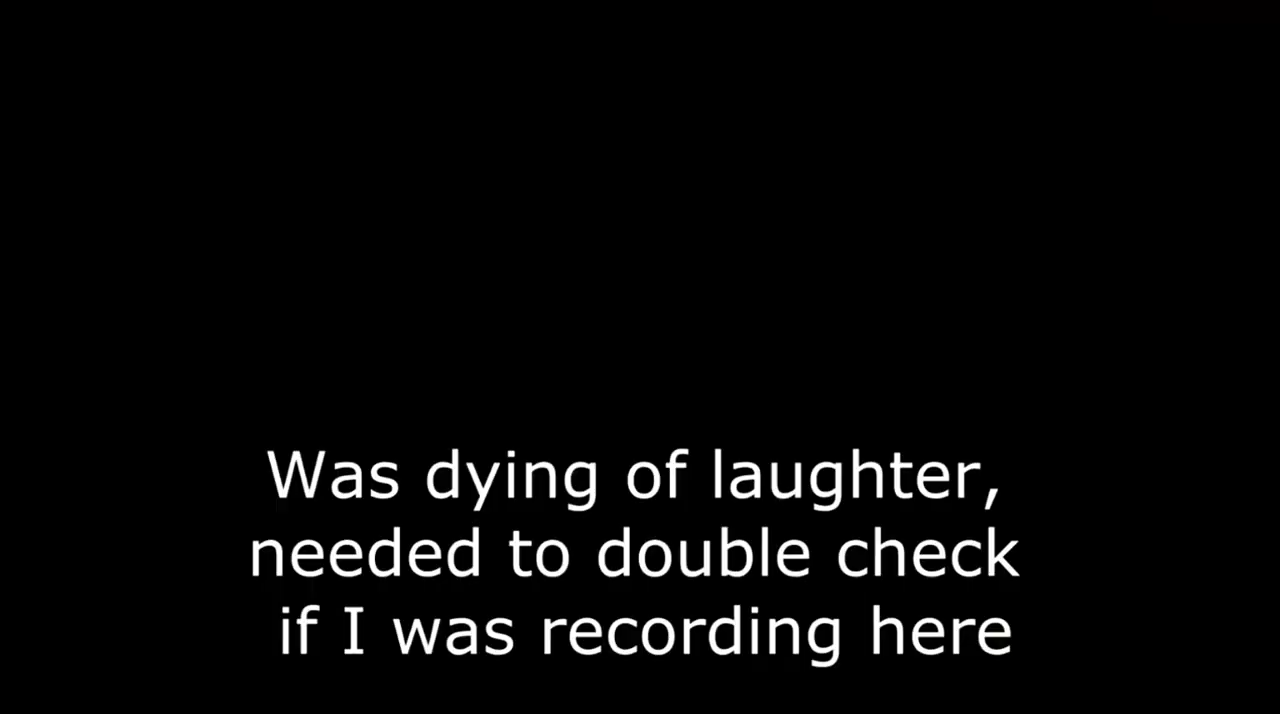 Was dying of laughter,
needed to double check
if I was recording here